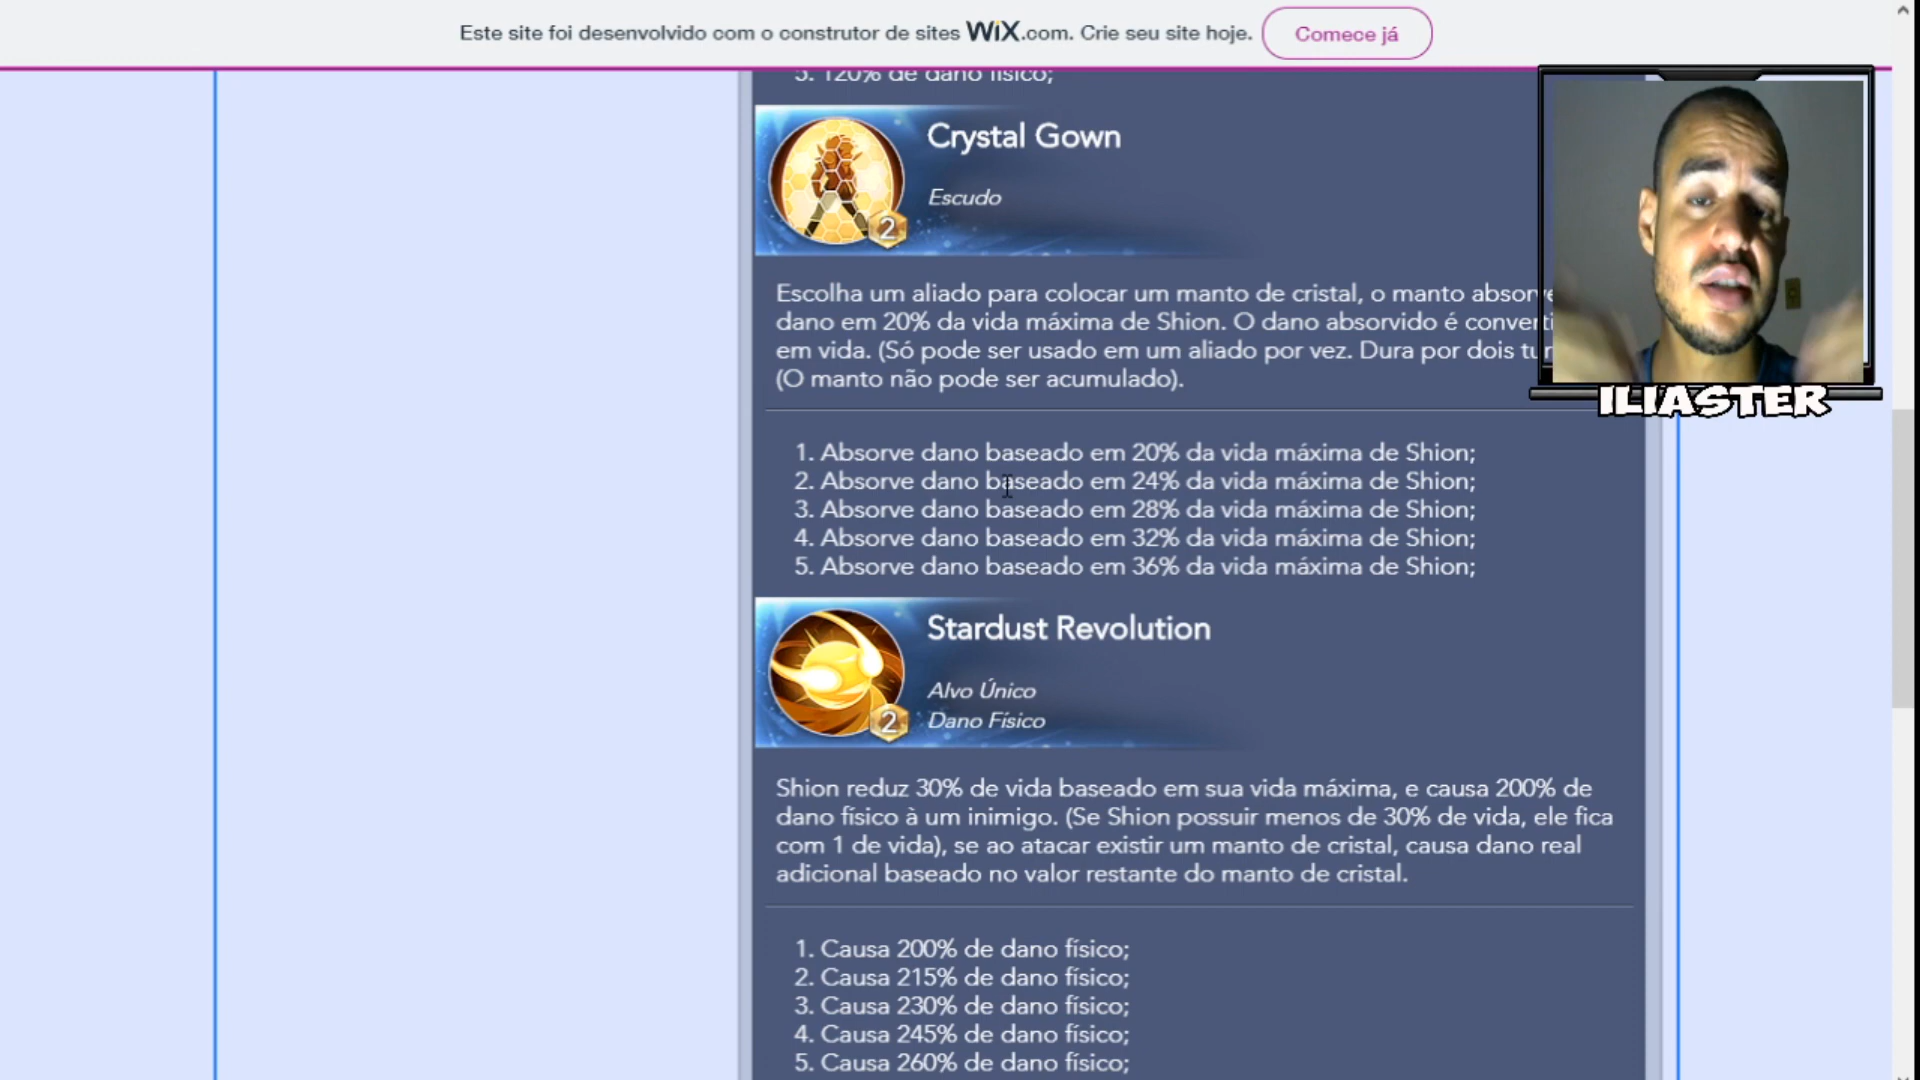 Este site foi desenvolvido com o construtor de sites WiX.com. Crie seu site hoje.
Comece já
5. 120% de dano físico;
Crystal Gown
Escudo
2
Escolha um aliado para colocar um manto de cristal, o manto absorve
dano em 20% da vida máxima de Shion. O dano absorvido é converti
em vida. (Só pode ser usado em um aliado por vez. Dura por dois tur
(O manto não pode ser acumulado).
ILIASTER
1. Absorve dano baseado em 20% da vida máxima de Shion;
2. Absorve dano baseado em 24% da vida máxima de Shion;
3. Absorve dano baseado em 28% da vida máxima de Shion;
4. Absorve dano baseado em 32% da vida máxima de Shion;
5. Absorve dano baseado em 36% da vida máxima de Shion;
Stardust Revolution
Alvo Único
Dano Físico
2
Shion reduz 30% de vida baseado em sua vida máxima, e causa 200% de
dano físico à um inimigo. (Se Shion possuir menos de 30% de vida, ele fica
com 1 de vida), se ao atacar existir um manto de cristal, causa dano real
adicional baseado no valor restante do manto de cristal.
1. Causa 200% de dano físico;
2. Causa 215% de dano físico;
3. Causa 230% de dano físico;
4. Causa 245% de dano físico;
5. Causa 260% de dano físico;